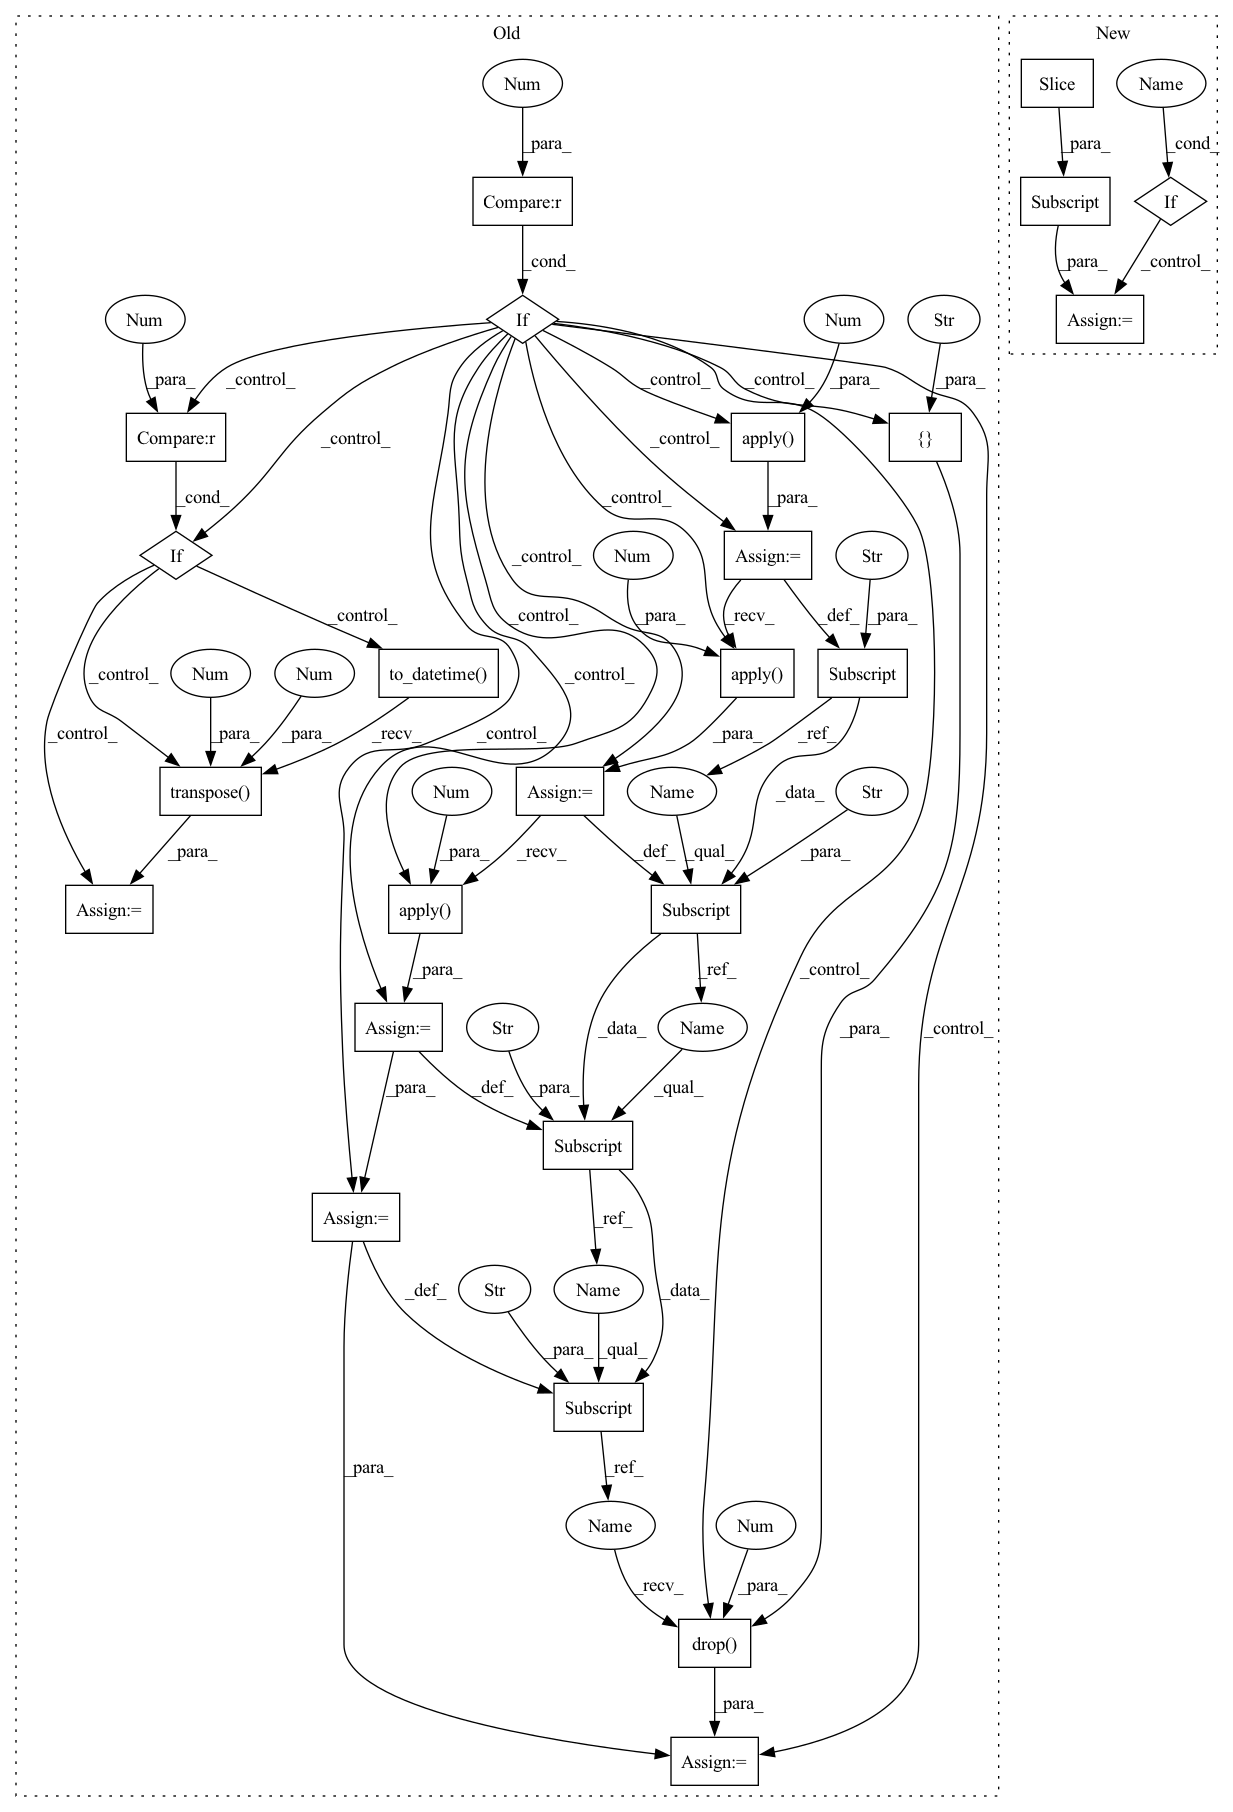 Old
New
Num
Slice
Name
_para_
_para_
_cond_
Compare:r
Subscript
If
_cond_
_para_
_control_
Num
If
Num
Str
Assign:=
_para_
_control_
_control_
_para_
_control_
_para_
Compare:r
_control_
apply()
{}
_cond_
_control_
_control_
_para_
If
_control_
Num
Assign:=
Str
_control_
_control_
_para_
_recv_
_def_
_para_
Num
Num
to_datetime()
_control_
apply()
Subscript
_control_
_control_
_para_
_para_
_recv_
_control_
_para_
_ref_
transpose()
Num
Assign:=
Name
_data_
Str
_para_
_para_
_recv_
_def_
_qual_
_para_
Assign:=
apply()
Subscript
_para_
_ref_
_control_
Assign:=
Str
_data_
Name
_para_
_control_
_para_
_def_
_para_
_qual_
Subscript
Assign:=
_ref_
Str
Name
_def_
_data_
_para_
_qual_
Subscript
_para_
_ref_
Name
Num
_recv_
_para_
drop()
_para_
Assign:=